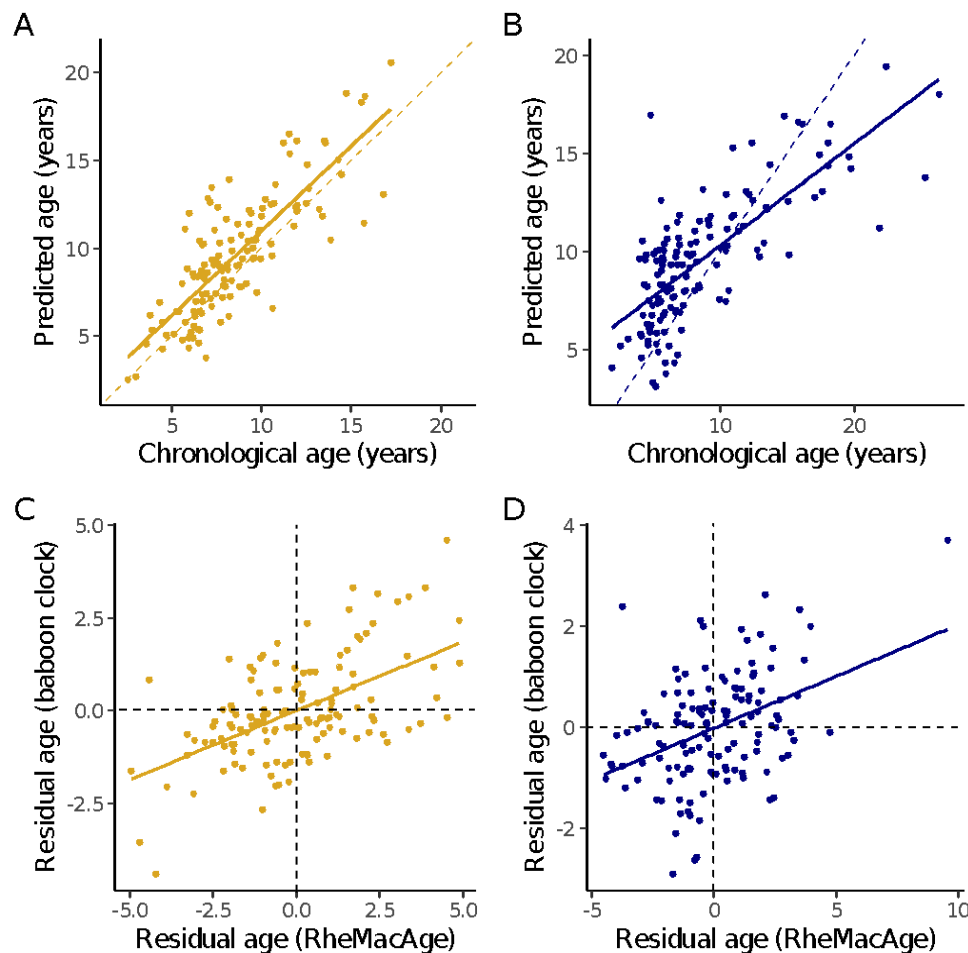 A
B
20
15
10
5
Predicted age (years)
5
10
15
20
Chronological age (years)
20
15
10
5
Predicted age (years)
10
20
Chronological age (years)
C
D
5.0
2.5
0.0
-2.5
Residual age (baboon clock)
-5.0
-2.5
0.0
2.5
5.0
Residual age (RheMacAge)
4
2
0
-2
Residual age (baboon clock)
-5
0
5
10
Residual age (RheMacAge)